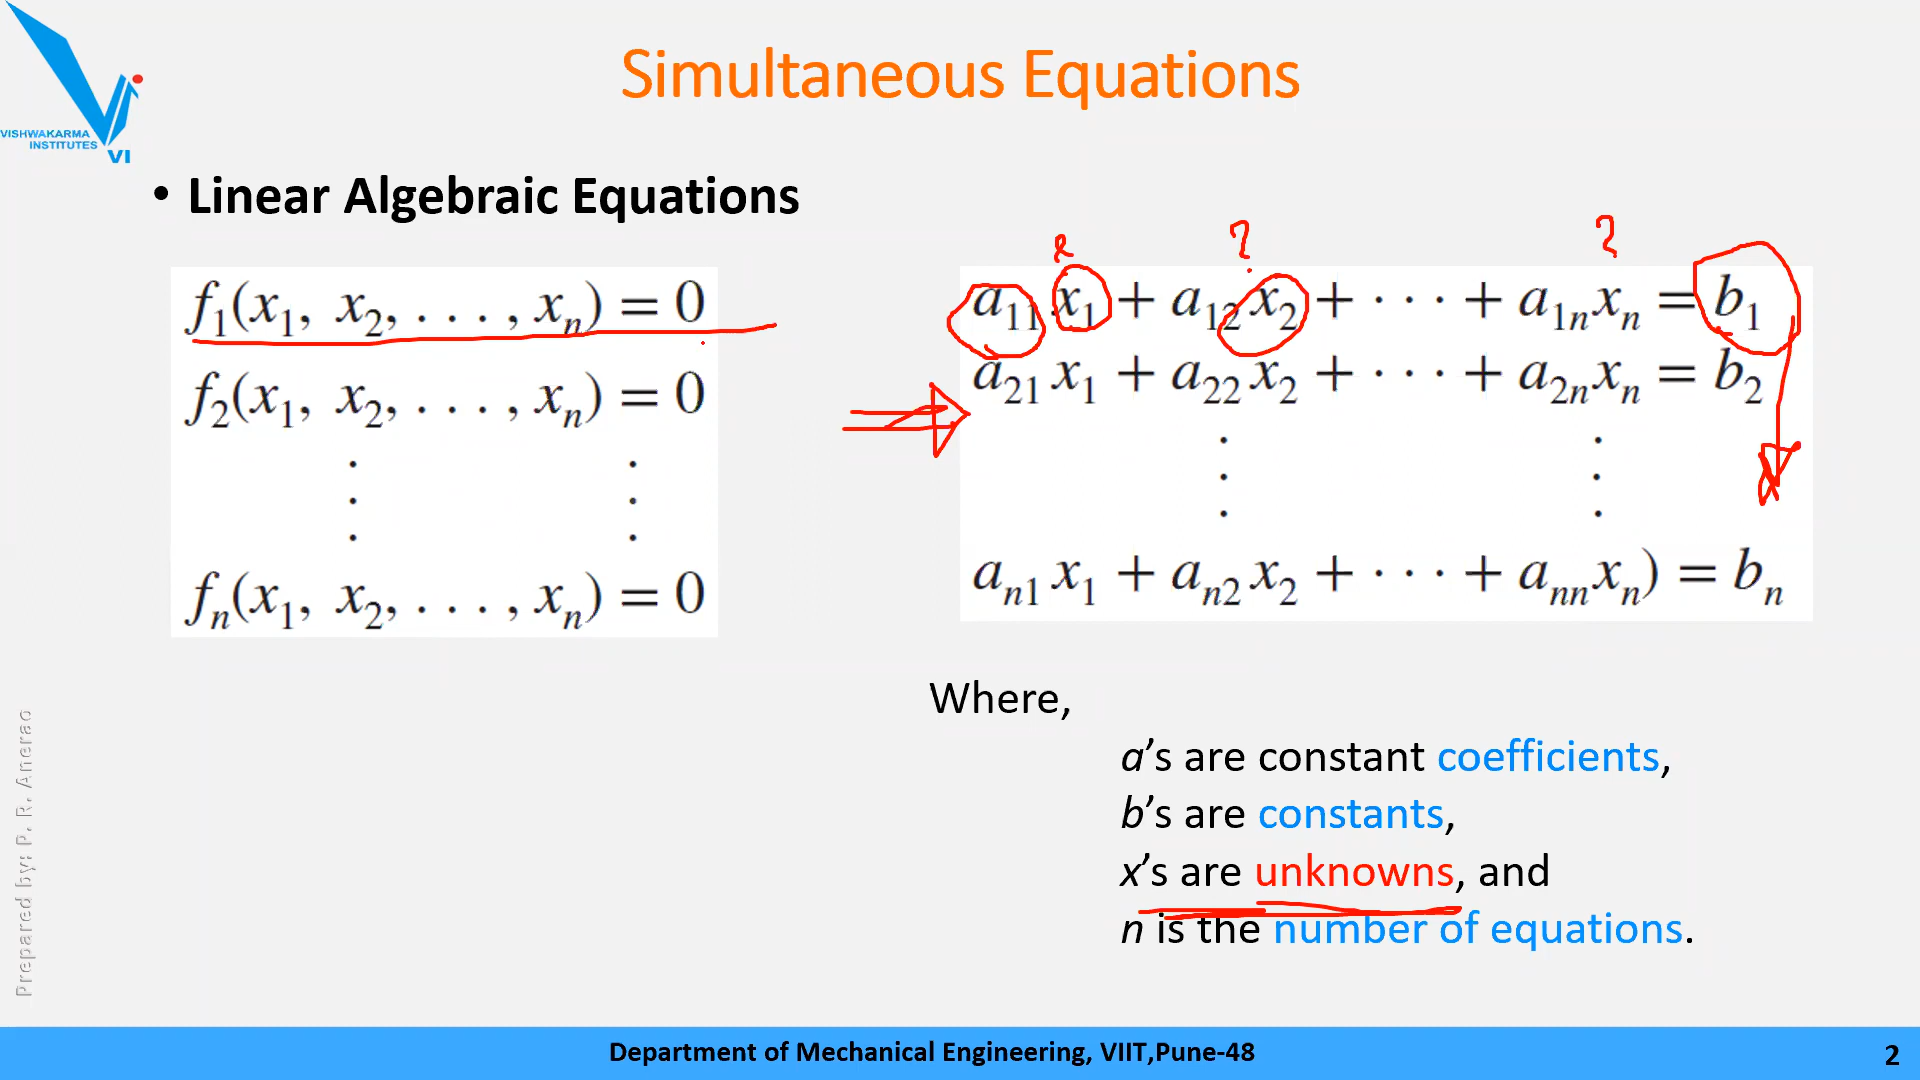 Simultaneous Equations
VISHWAKARMA
INSTITUTES
VI
• Linear Algebraic Equations
f₁(x₁, x₂, . . . , xₙ) = 0
f₂(x₁, x₂, . . . , xₙ) = 0
fₙ(x₁, x₂, . . . , xₙ) = 0
? ?
a₁₁x₁ + a₁₂x₂ + · · · + a₁ₙxₙ = b₁
a₂₁x₁ + a₂₂x₂ + · · · + a₂ₙxₙ = b₂
aₙ₁x₁ + aₙ₂x₂ + · · · + aₙₙxₙ) = bₙ
Where,
a’s are constant coefficients,
b’s are constants,
x’s are unknowns, and
n is the number of equations.
Prepared by: P. R. Anerao
Department of Mechanical Engineering, VIIT,Pune-48
2